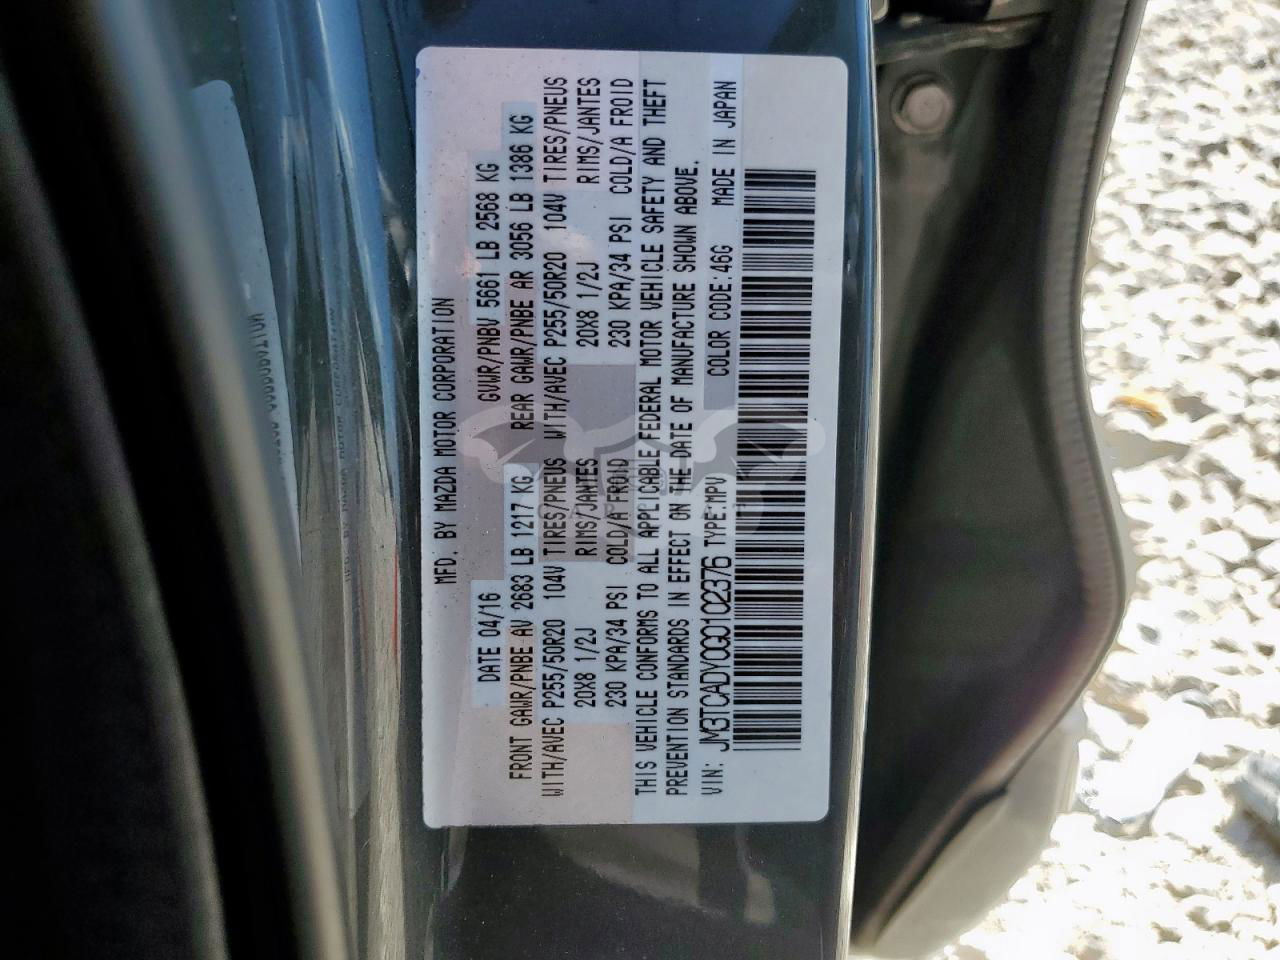 MFD. BY MAZDA MOTOR CORPORATION
DATE 04/16 GVWR/PNBV 5661 LB 2568 KG
FRONT GAWR/PNBE AV 2683 LB 1217 KG REAR GAWR/PNBE AR 3056 LB 1386 KG
WITH/AVEC P255/50R20 104V TIRES/PNEUS WITH/AVEC P255/50R20 104V TIRES/PNEUS
20X8 1/2J RIMS/JANTES 20X8 1/2J RIMS/JANTES
230 KPA/34 PSI COLD/A FROID 230 KPA/34 PSI COLD/A FROID
THIS VEHICLE CONFORMS TO ALL APPLICABLE FEDERAL MOTOR VEHICLE SAFETY AND THEFT
PREVENTION STANDARDS IN EFFECT ON THE DATE OF MANUFACTURE SHOWN ABOVE.
VIN: JM3TCADY0G0102376 TYPE:MPV COLOR CODE:46G MADE IN JAPAN